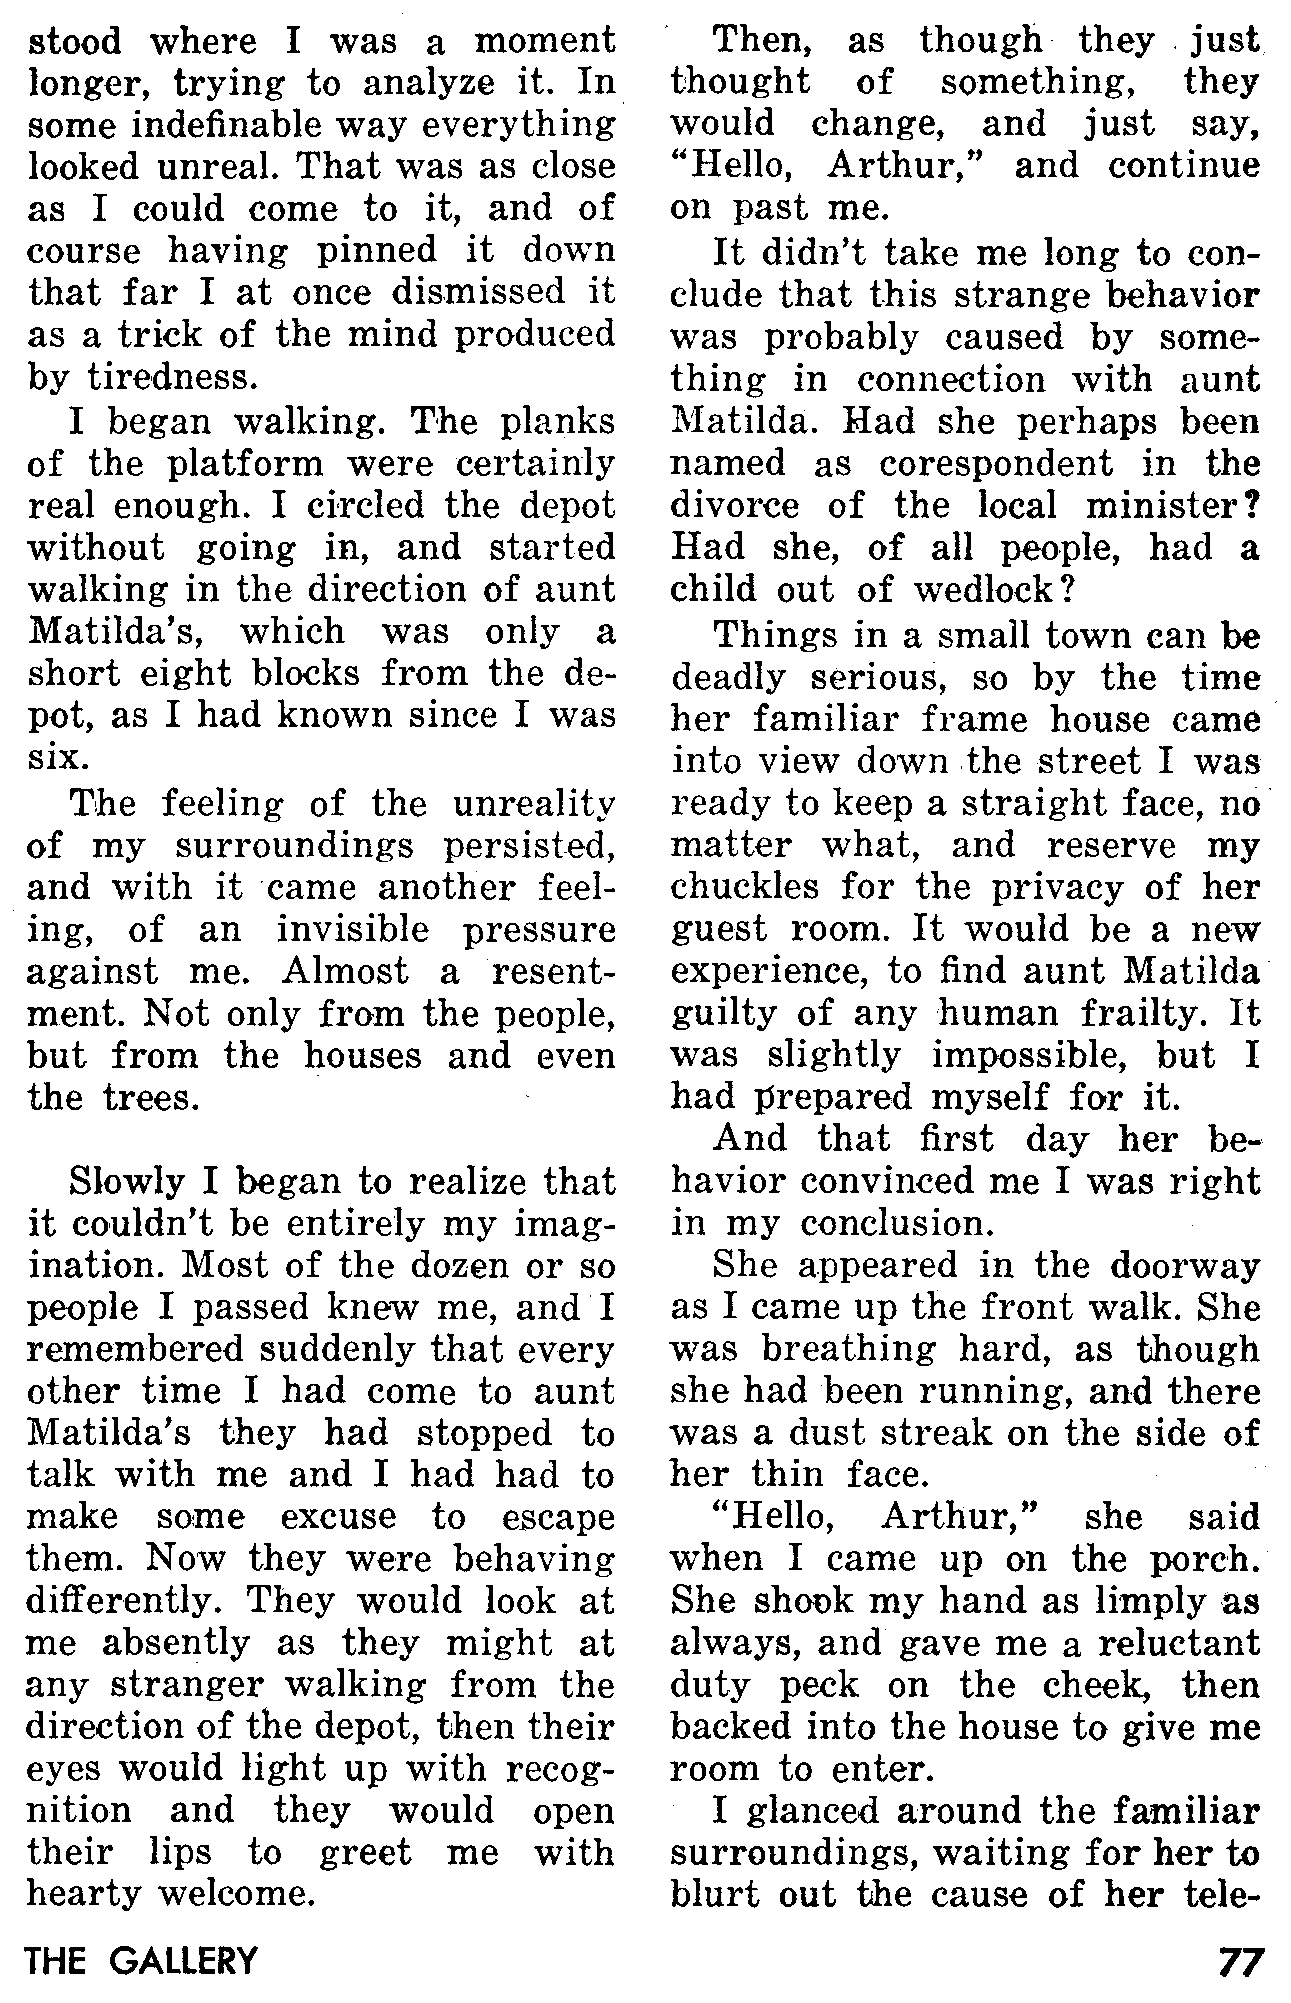 stood where I was a moment
longer, trying to analyze it. In
some indefinable way everything
looked unreal. That was as close
as I could come to it, and of
course having pinned it down
that far I at once dismissed it
as a trick of the mind produced
by tiredness.
I began walking. The planks
of the platform were certainly
real enough. I circled the depot
without going in, and started
walking in the direction of aunt
Matilda's, which was only a
short eight blocks from the de-
pot, as I had known since I was
six.
The feeling of the unreality
of my surroundings persisted,
and with it came another feel-
ing, of an invisible pressure
against me. Almost a resent-
ment. Not only from the people,
but from the houses and even
the trees.
Slowly I began to realize that
it couldn't be entirely my imag-
ination. Most of the dozen or so
people I passed knew me, and I
remembered suddenly that every
other time I had come to aunt
Matilda's they had stopped to
talk with me and I had had to
make some excuse to escape
them. Now they were behaving
differently. They would look at
me absently as they might at
any stranger walking from the
direction of the depot, then their
eyes would light up with recog-
nition and they would open
their lips to greet me with
hearty welcome.
Then, as though they just
thought of something, they
would change, and just say,
“Hello, Arthur,” and continue
on past me.
It didn't take me long to con-
clude that this strange behavior
was probably caused by some-
thing in connection with aunt
Matilda. Had she perhaps been
named as corespondent in the
divorce of the local minister?
Had she, of all people, had a
child out of wedlock?
Things in a small town can be
deadly serious, so by the time
her familiar frame house came
into view down the street I was
ready to keep a straight face, no
matter what, and reserve my
chuckles for the privacy of her
guest room. It would be a new
experience, to find aunt Matilda
guilty of any human frailty. It
was slightly impossible, but I
had prepared myself for it.
And that first day her be-
havior convinced me I was right
in my conclusion.
She appeared in the doorway
as I came up the front walk. She
was breathing hard, as though
she had been running, and there
was a dust streak on the side of
her thin face.
“Hello, Arthur,” she said
when I came up on the porch.
She shook my hand as limply as
always, and gave me a reluctant
duty peck on the cheek, then
backed into the house to give me
room to enter.
I glanced around the familiar
surroundings, waiting for her to
blurt out the cause of her tele-
THE GALLERY
77